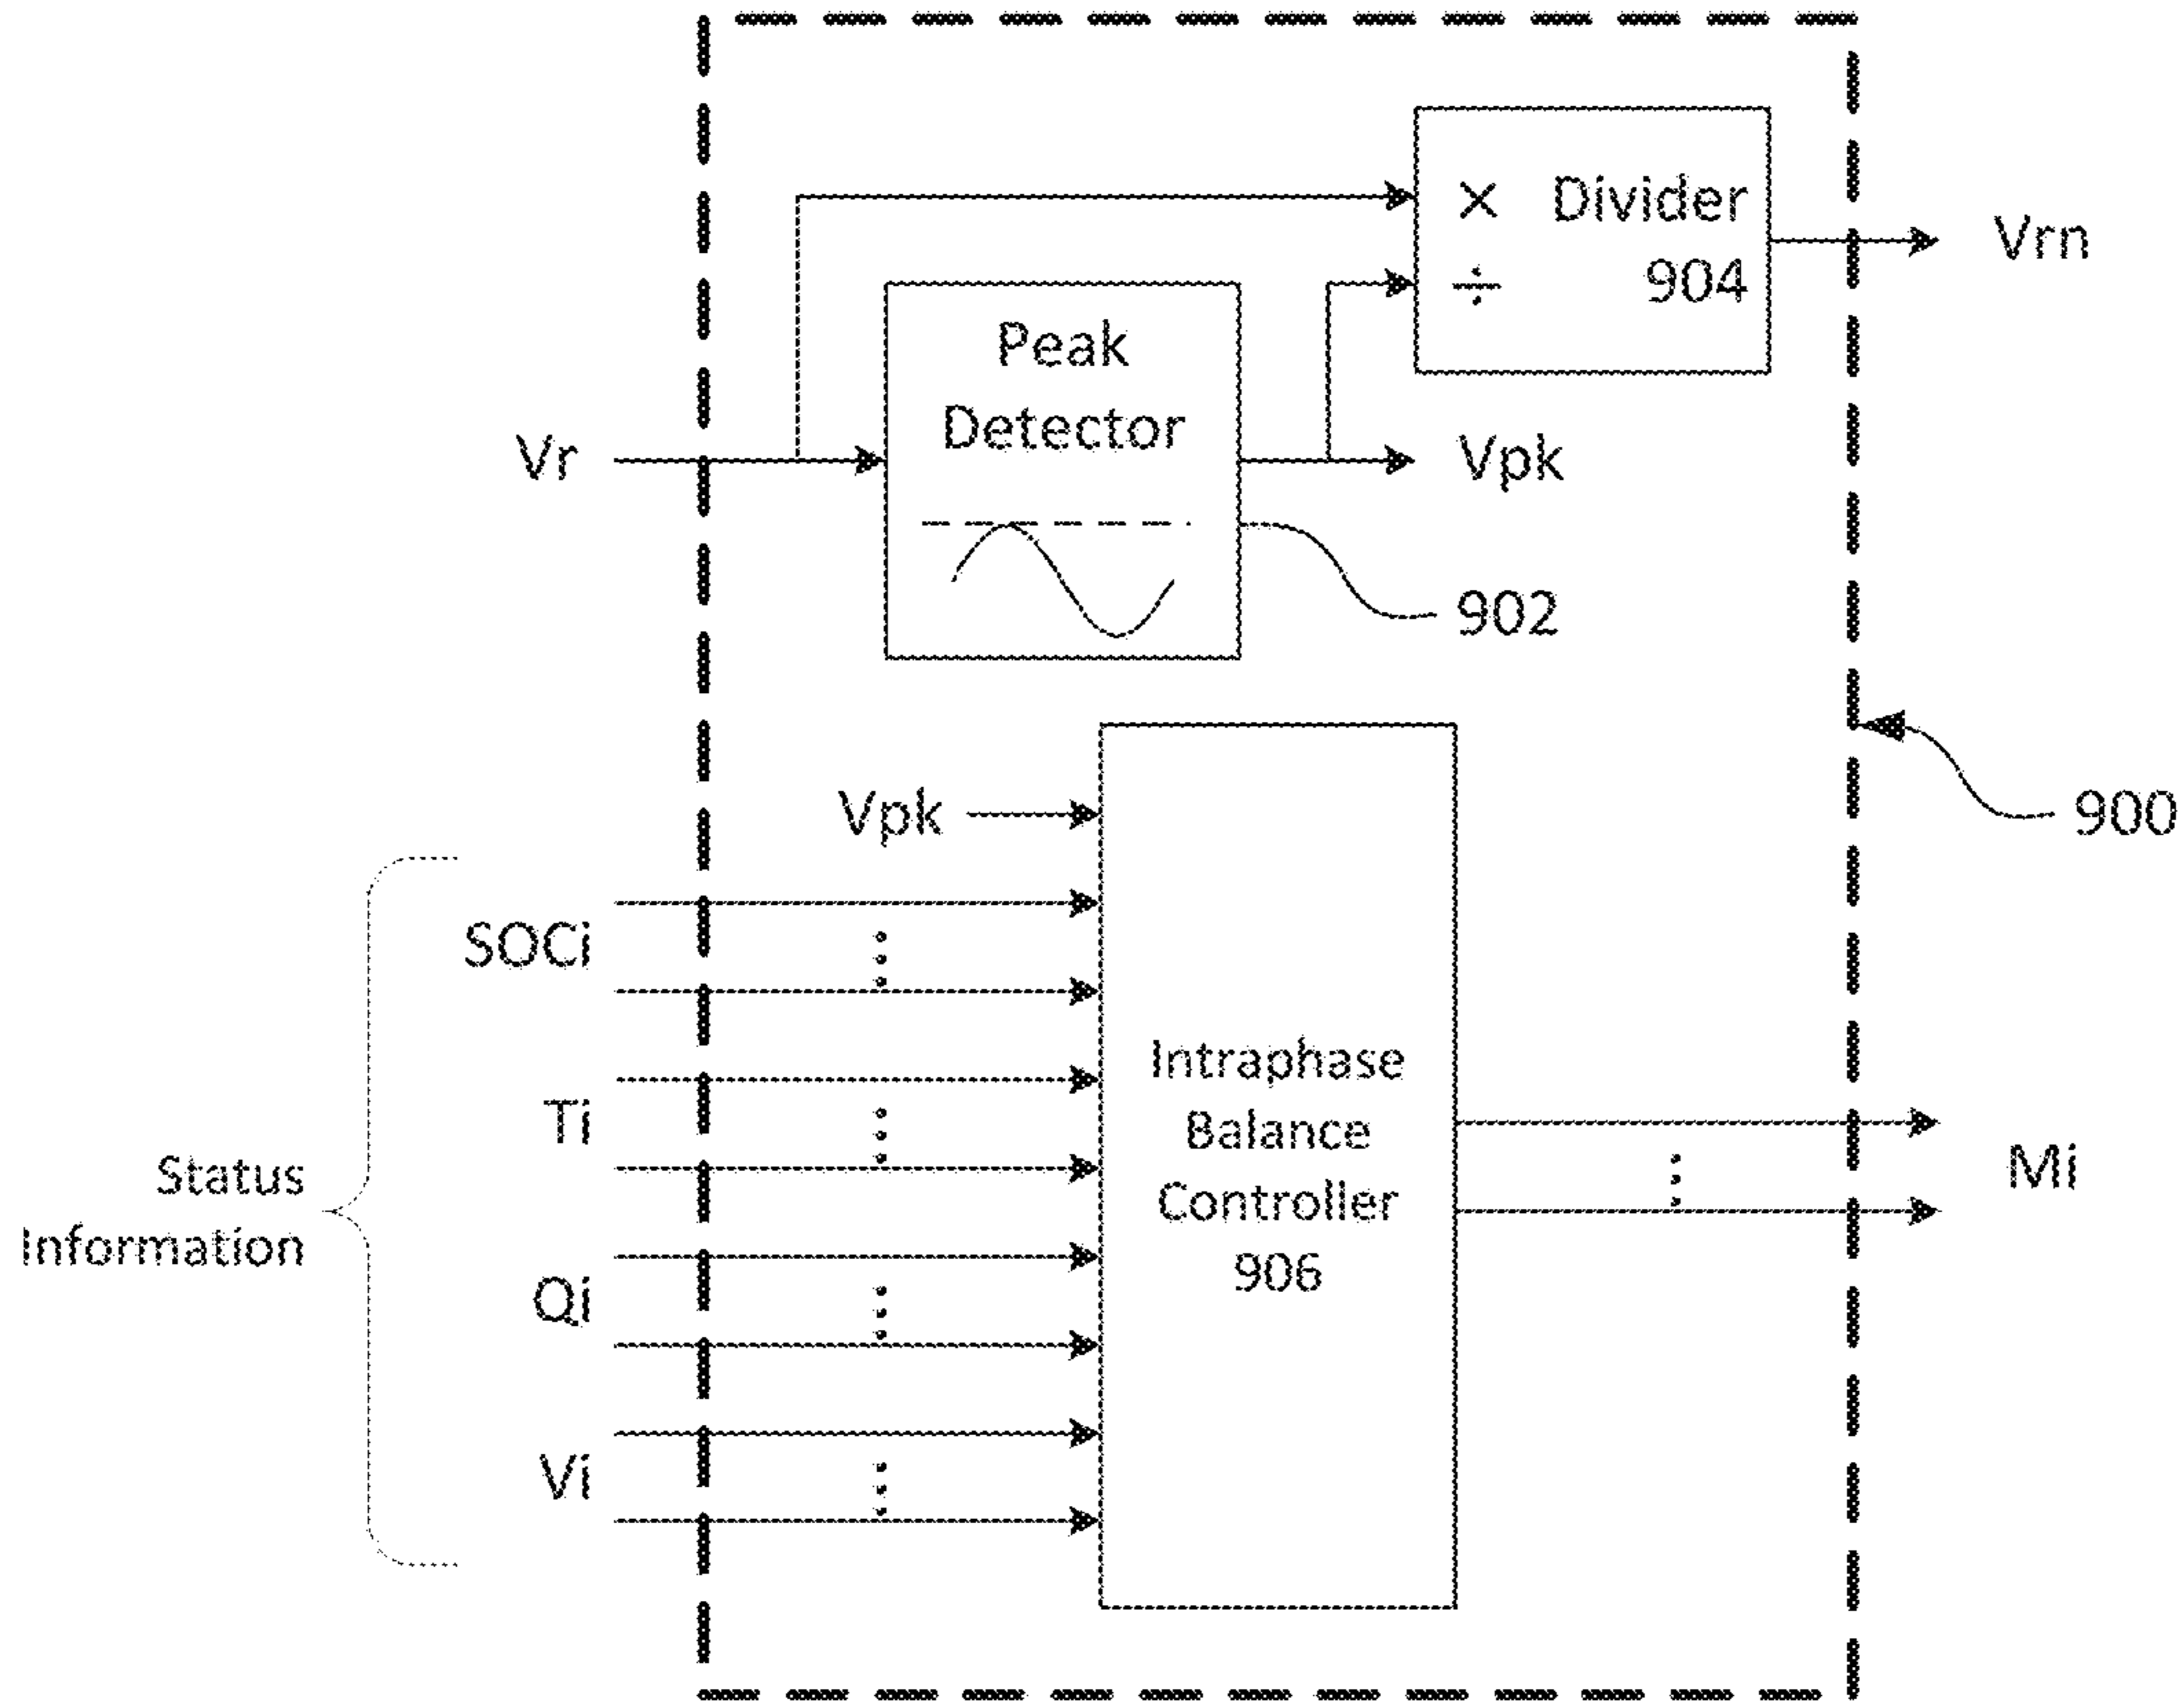 × Divider
÷ 904
Vrn
Peak
Detector
Vr
Vpk
902
Vpk
900
SOCi
Ti
Qi
Vi
Status
Information
Intraphase
Balance
Controller
906
Mi